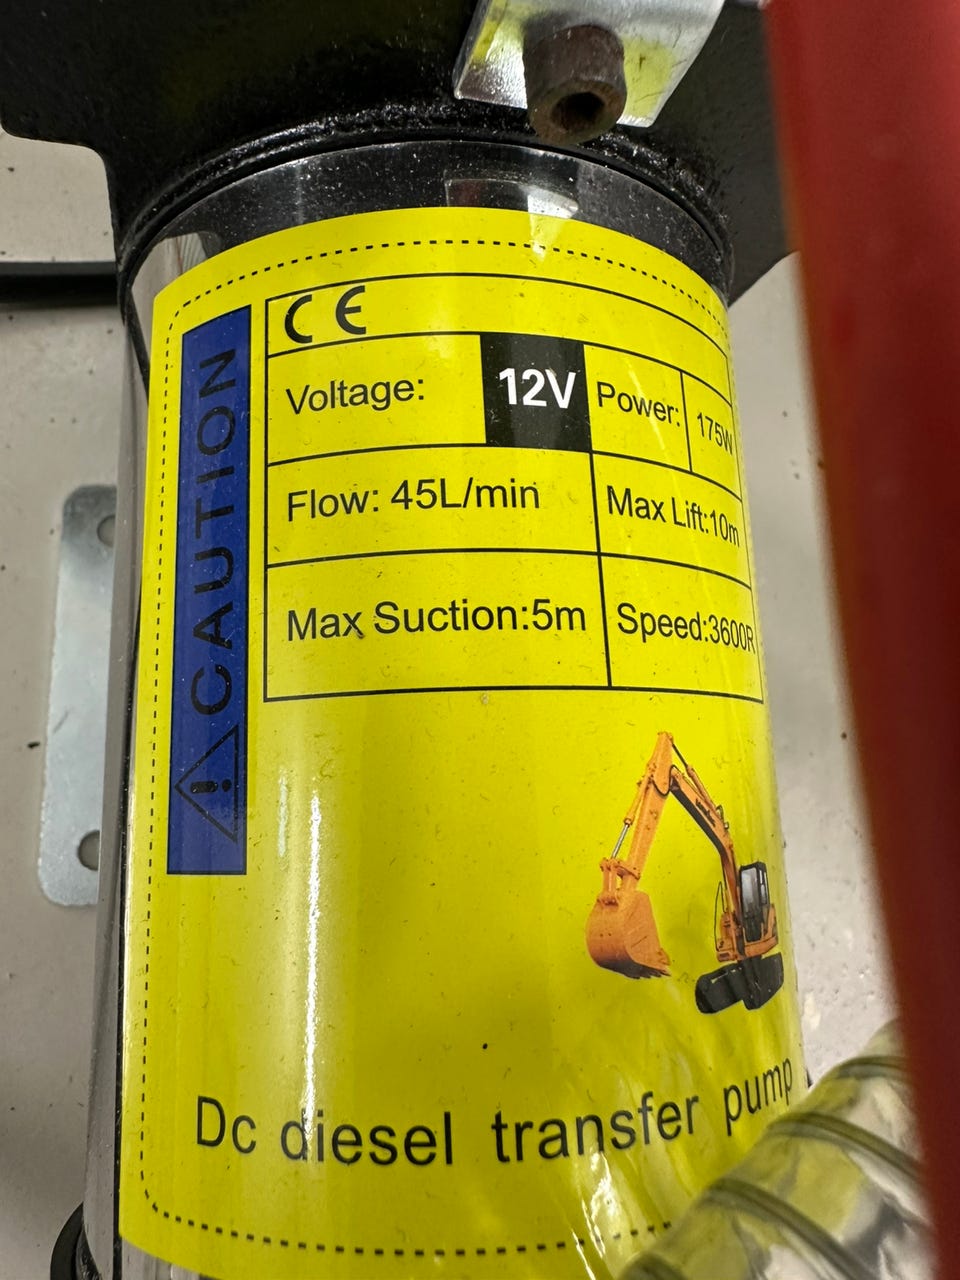 CE
Voltage: 12V Power: 175W
Flow: 45L/min Max Lift:10m
Max Suction:5m Speed:3600R
CAUTION
Dc diesel transfer pump